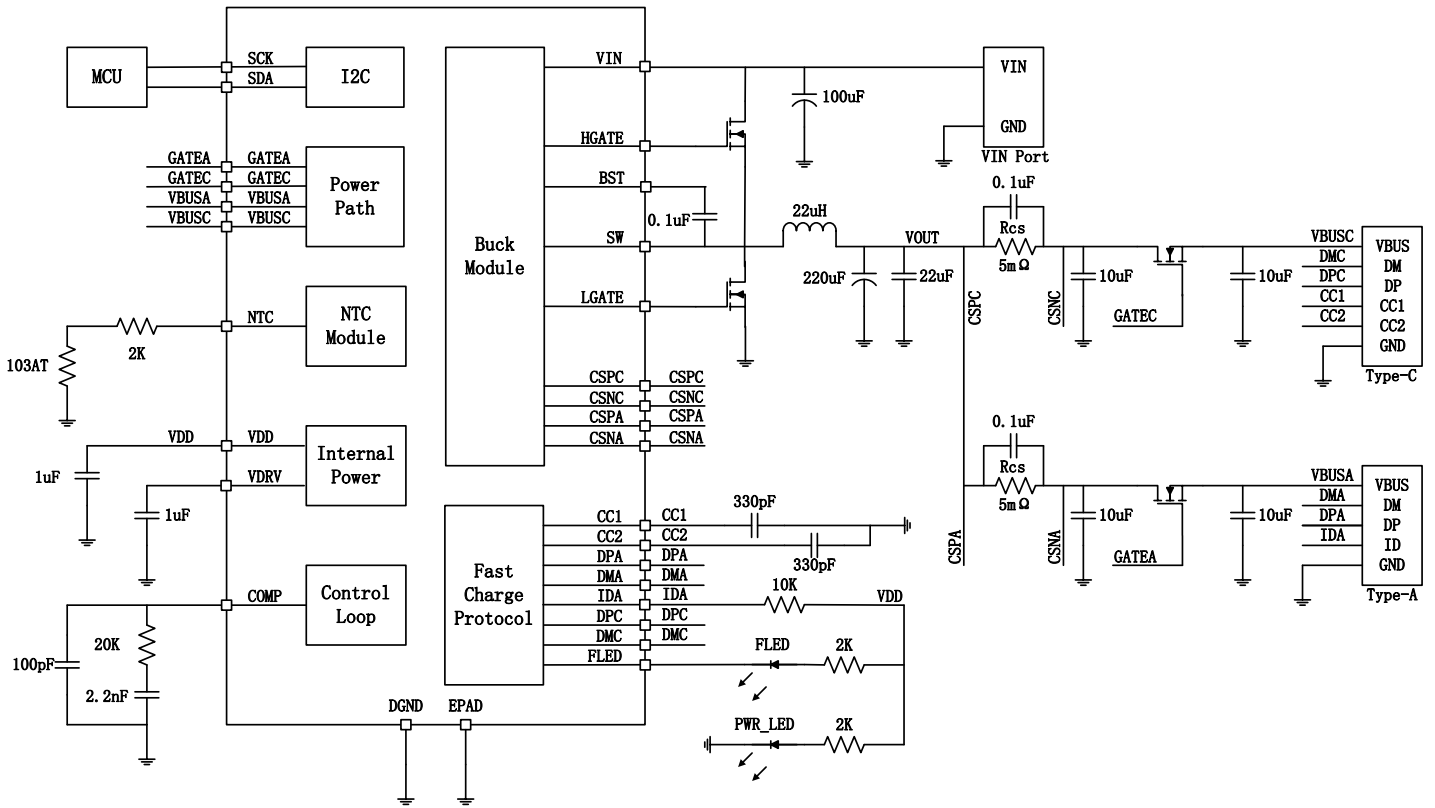 MCU
SCK
SDA
I2C
GATEA
GATEC
VBUSA
VBUSC
GATEA
GATEC
VBUSA
VBUSC
Power
Path
NTC
NTC
Module
2K
103AT
VDD
VDD
VDRV
Internal
Power
1uF
1uF
COMP
Control
Loop
20K
100pF
2.2nF
DGND
EPAD
Buck
Module
VIN
HGATE
BST
SW
LGATE
CSPC
CSNC
CSPA
CSNA
CSPC
CSNC
CSPA
CSNA
Fast
Charge
Protocol
CC1
CC2
DPA
DMA
IDA
DPC
DMC
FLED
CC1
CC2
DPA
DMA
IDA
DPC
DMC
330pF
330pF
10K
VDD
FLED
2K
PWR_LED
2K
100uF
VIN
GND
VIN Port
0.1uF
22uH
VOUT
220uF
22uF
0.1uF
Rcs
5mΩ
CSPC
CSNC
10uF
GATEC
10uF
VBUSC
DMC
DPC
CC1
CC2
VBUS
DM
DP
CC1
CC2
GND
Type-C
0.1uF
Rcs
5mΩ
CSPA
CSNA
10uF
GATEA
10uF
VBUSA
DMA
DPA
IDA
VBUS
DM
DP
ID
GND
Type-A